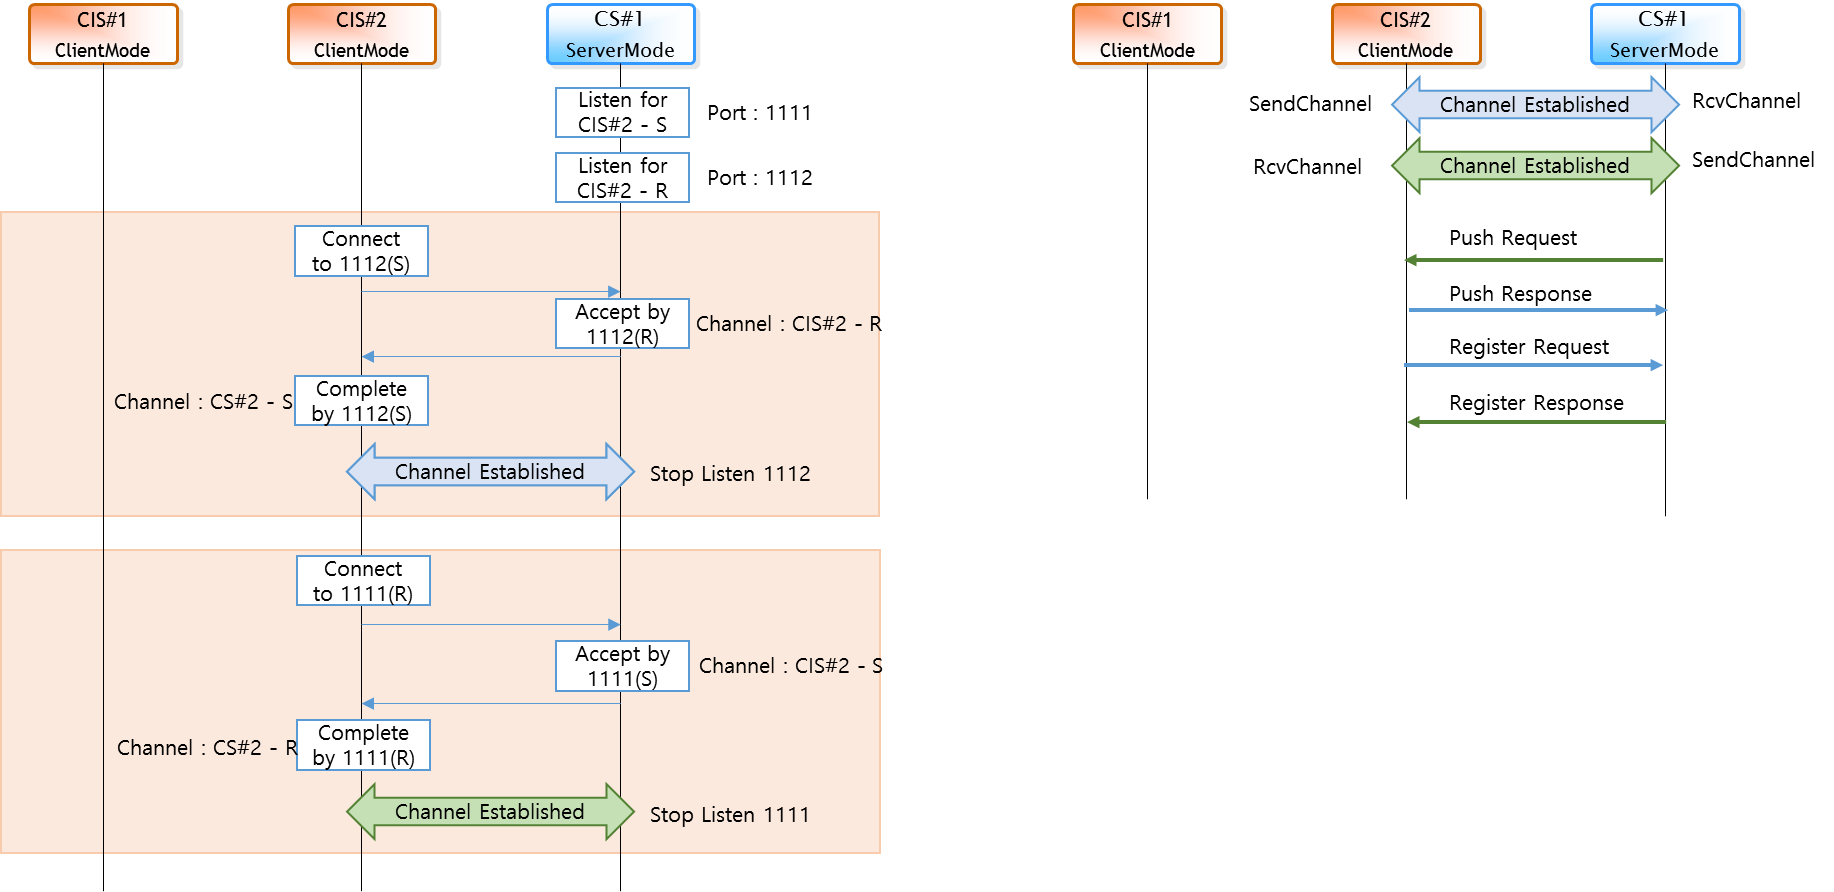 CIS#1
ClientMode
CIS#2
ClientMode
CS#1
ServerMode
Listen for
CIS#2 - S
Port : 1111
Listen for
CIS#2 - R
Port : 1112
Connect
to 1112(S)
Accept by
1112(R)
Channel : CIS#2 - R
Complete
by 1112(S)
Channel : CS#2 - S
Channel Established
Stop Listen 1112
Connect
to 1111(R)
Accept by
1111(S)
Channel : CIS#2 - S
Complete
by 1111(R)
Channel : CS#2 - R
Channel Established
Stop Listen 1111
CIS#1
ClientMode
CIS#2
ClientMode
CS#1
ServerMode
SendChannel
Channel Established
RcvChannel
RcvChannel
Channel Established
SendChannel
Push Request
Push Response
Register Request
Register Response